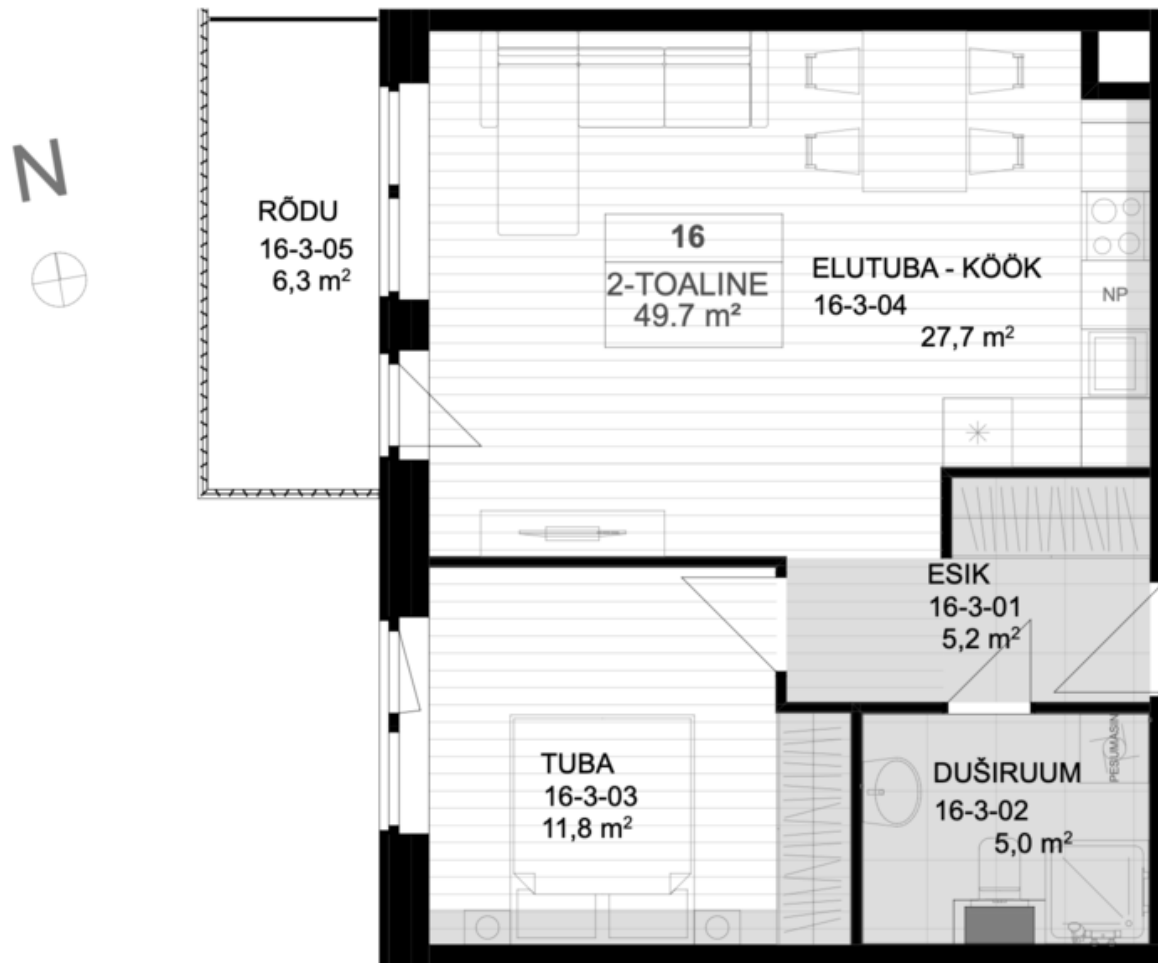 N
RÕDU
16-3-05
6,3 m²
16
2-TOALINE
49.7 m²
ELUTUBA - KÖÖK
16-3-04
27,7 m²
NP
ESIK
16-3-01
5,2 m²
TUBA
16-3-03
11,8 m²
PESUMASIN
DUŠIRUUM
16-3-02
5,0 m²